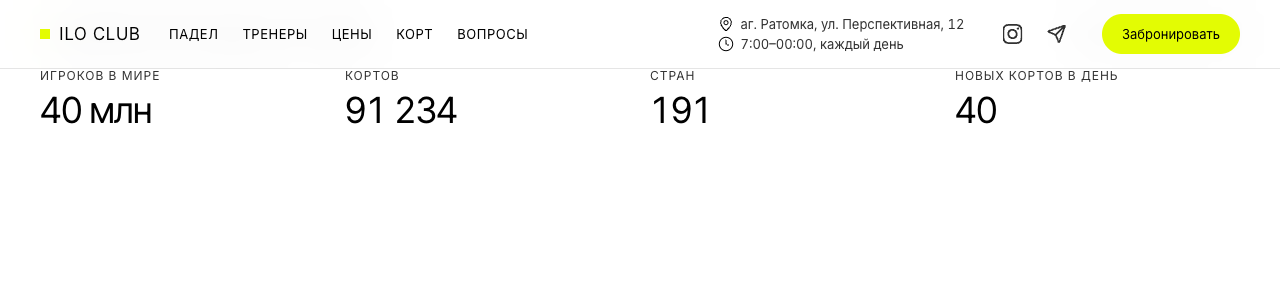 ILO CLUB
ПАДЕЛ
ТРЕНЕРЫ
ЦЕНЫ
КОРТ
ВОПРОСЫ
аг. Ратомка, ул. Перспективная, 12
7:00–00:00, каждый день
Забронировать
ИГРОКОВ В МИРЕ
40 млн
КОРТОВ
91 234
СТРАН
191
НОВЫХ КОРТОВ В ДЕНЬ
40